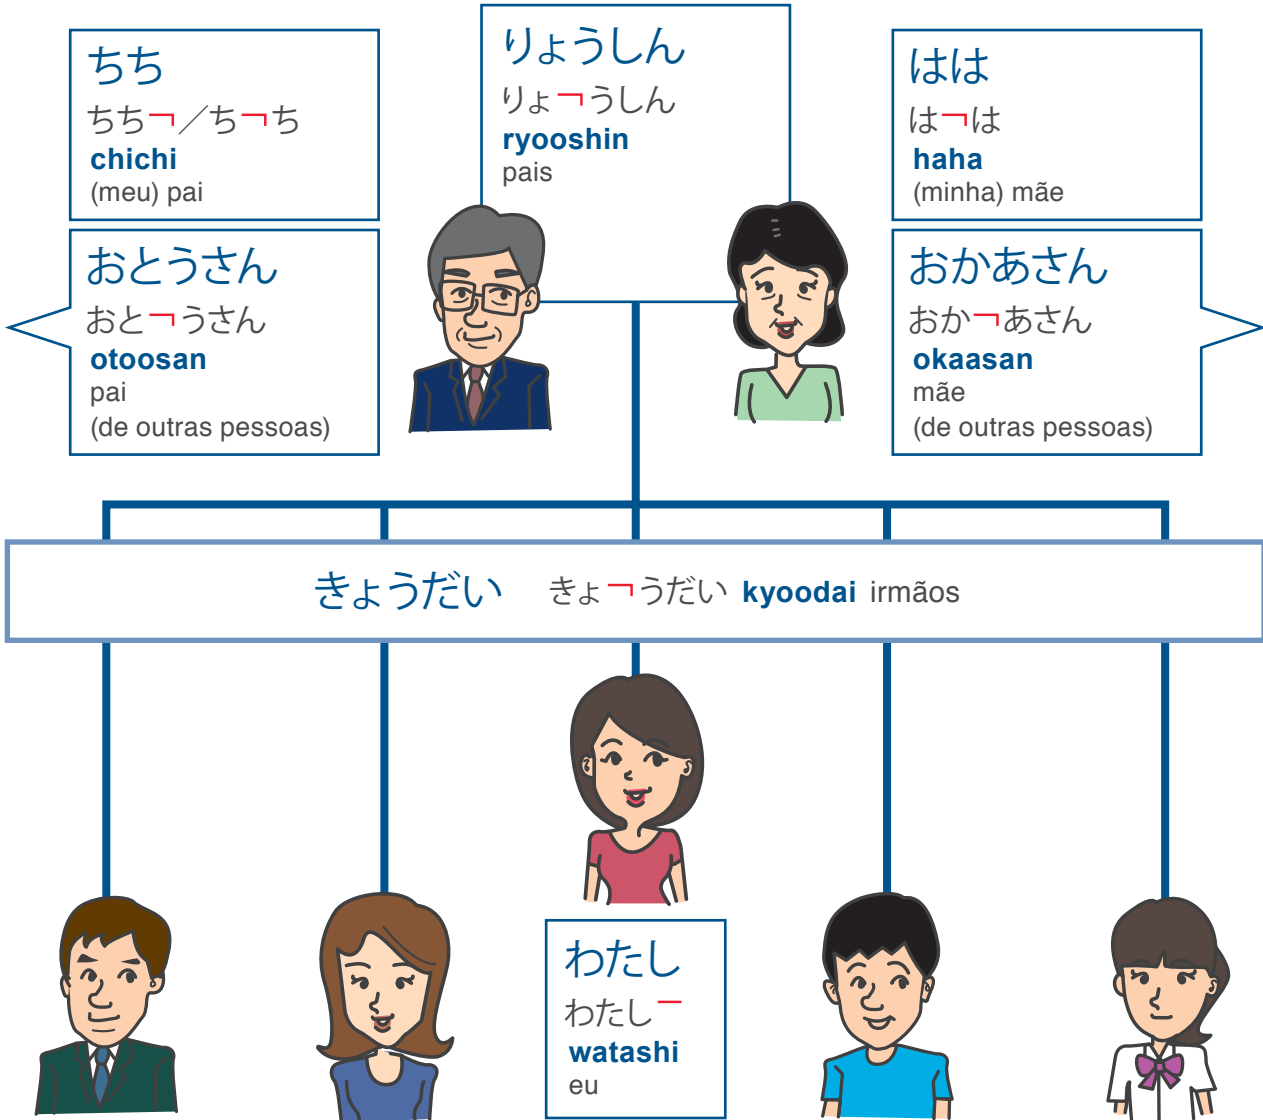 ちち
ちち¬／ち¬ち
chichi
(meu) pai
りょうしん
りょ¬うしん
ryooshin
pais
はは
は¬は
haha
(minha) mãe
おとうさん
おと¬うさん
otoosan
pai
(de outras pessoas)
おかあさん
おか¬あさん
okaasan
mãe
(de outras pessoas)
きょうだい きょ¬うだい kyoodai irmãos
わたし
わたし¯
watashi
eu